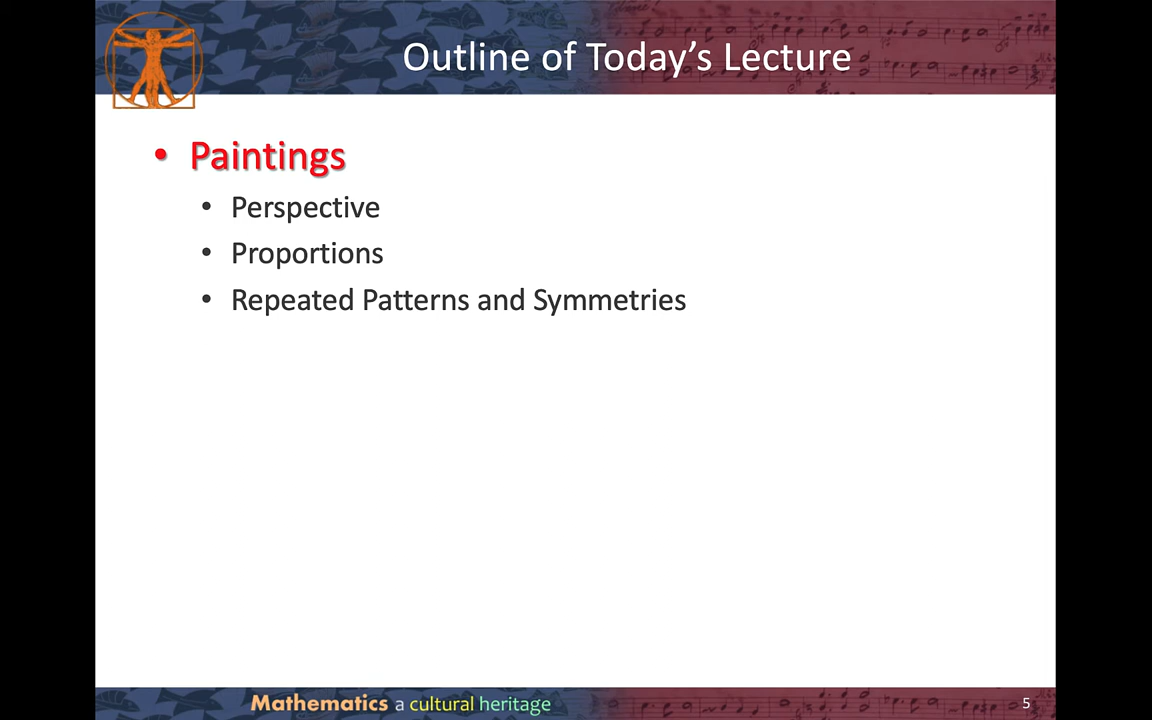 Outline of Today’s Lecture
• Paintings
• Perspective
• Proportions
• Repeated Patterns and Symmetries
Mathematics a cultural heritage
5